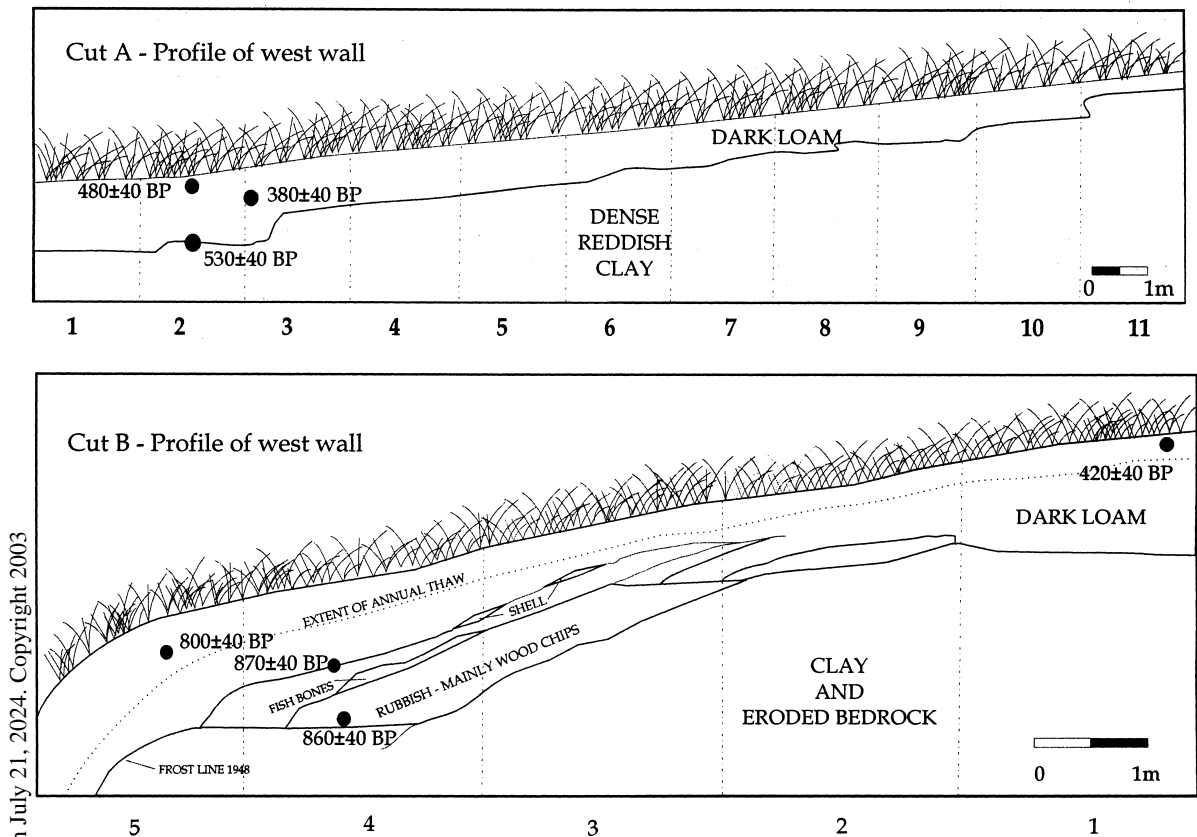 Cut A - Profile of west wall
DARK LOAM
480±40 BP
380±40 BP
530±40 BP
DENSE
REDDISH
CLAY
0 1m
1 2 3 4 5 6 7 8 9 10 11
Cut B - Profile of west wall
420±40 BP
DARK LOAM
EXTENT OF ANNUAL THAW
SHELL
800±40 BP
870±40 BP
FISH BONES
RUBBISH - MAINLY WOOD CHIPS
860±40 BP
CLAY
AND
ERODED BEDROCK
FROST LINE 1948
0 1m
5 4 3 2 1
July 21, 2024. Copyright 2003